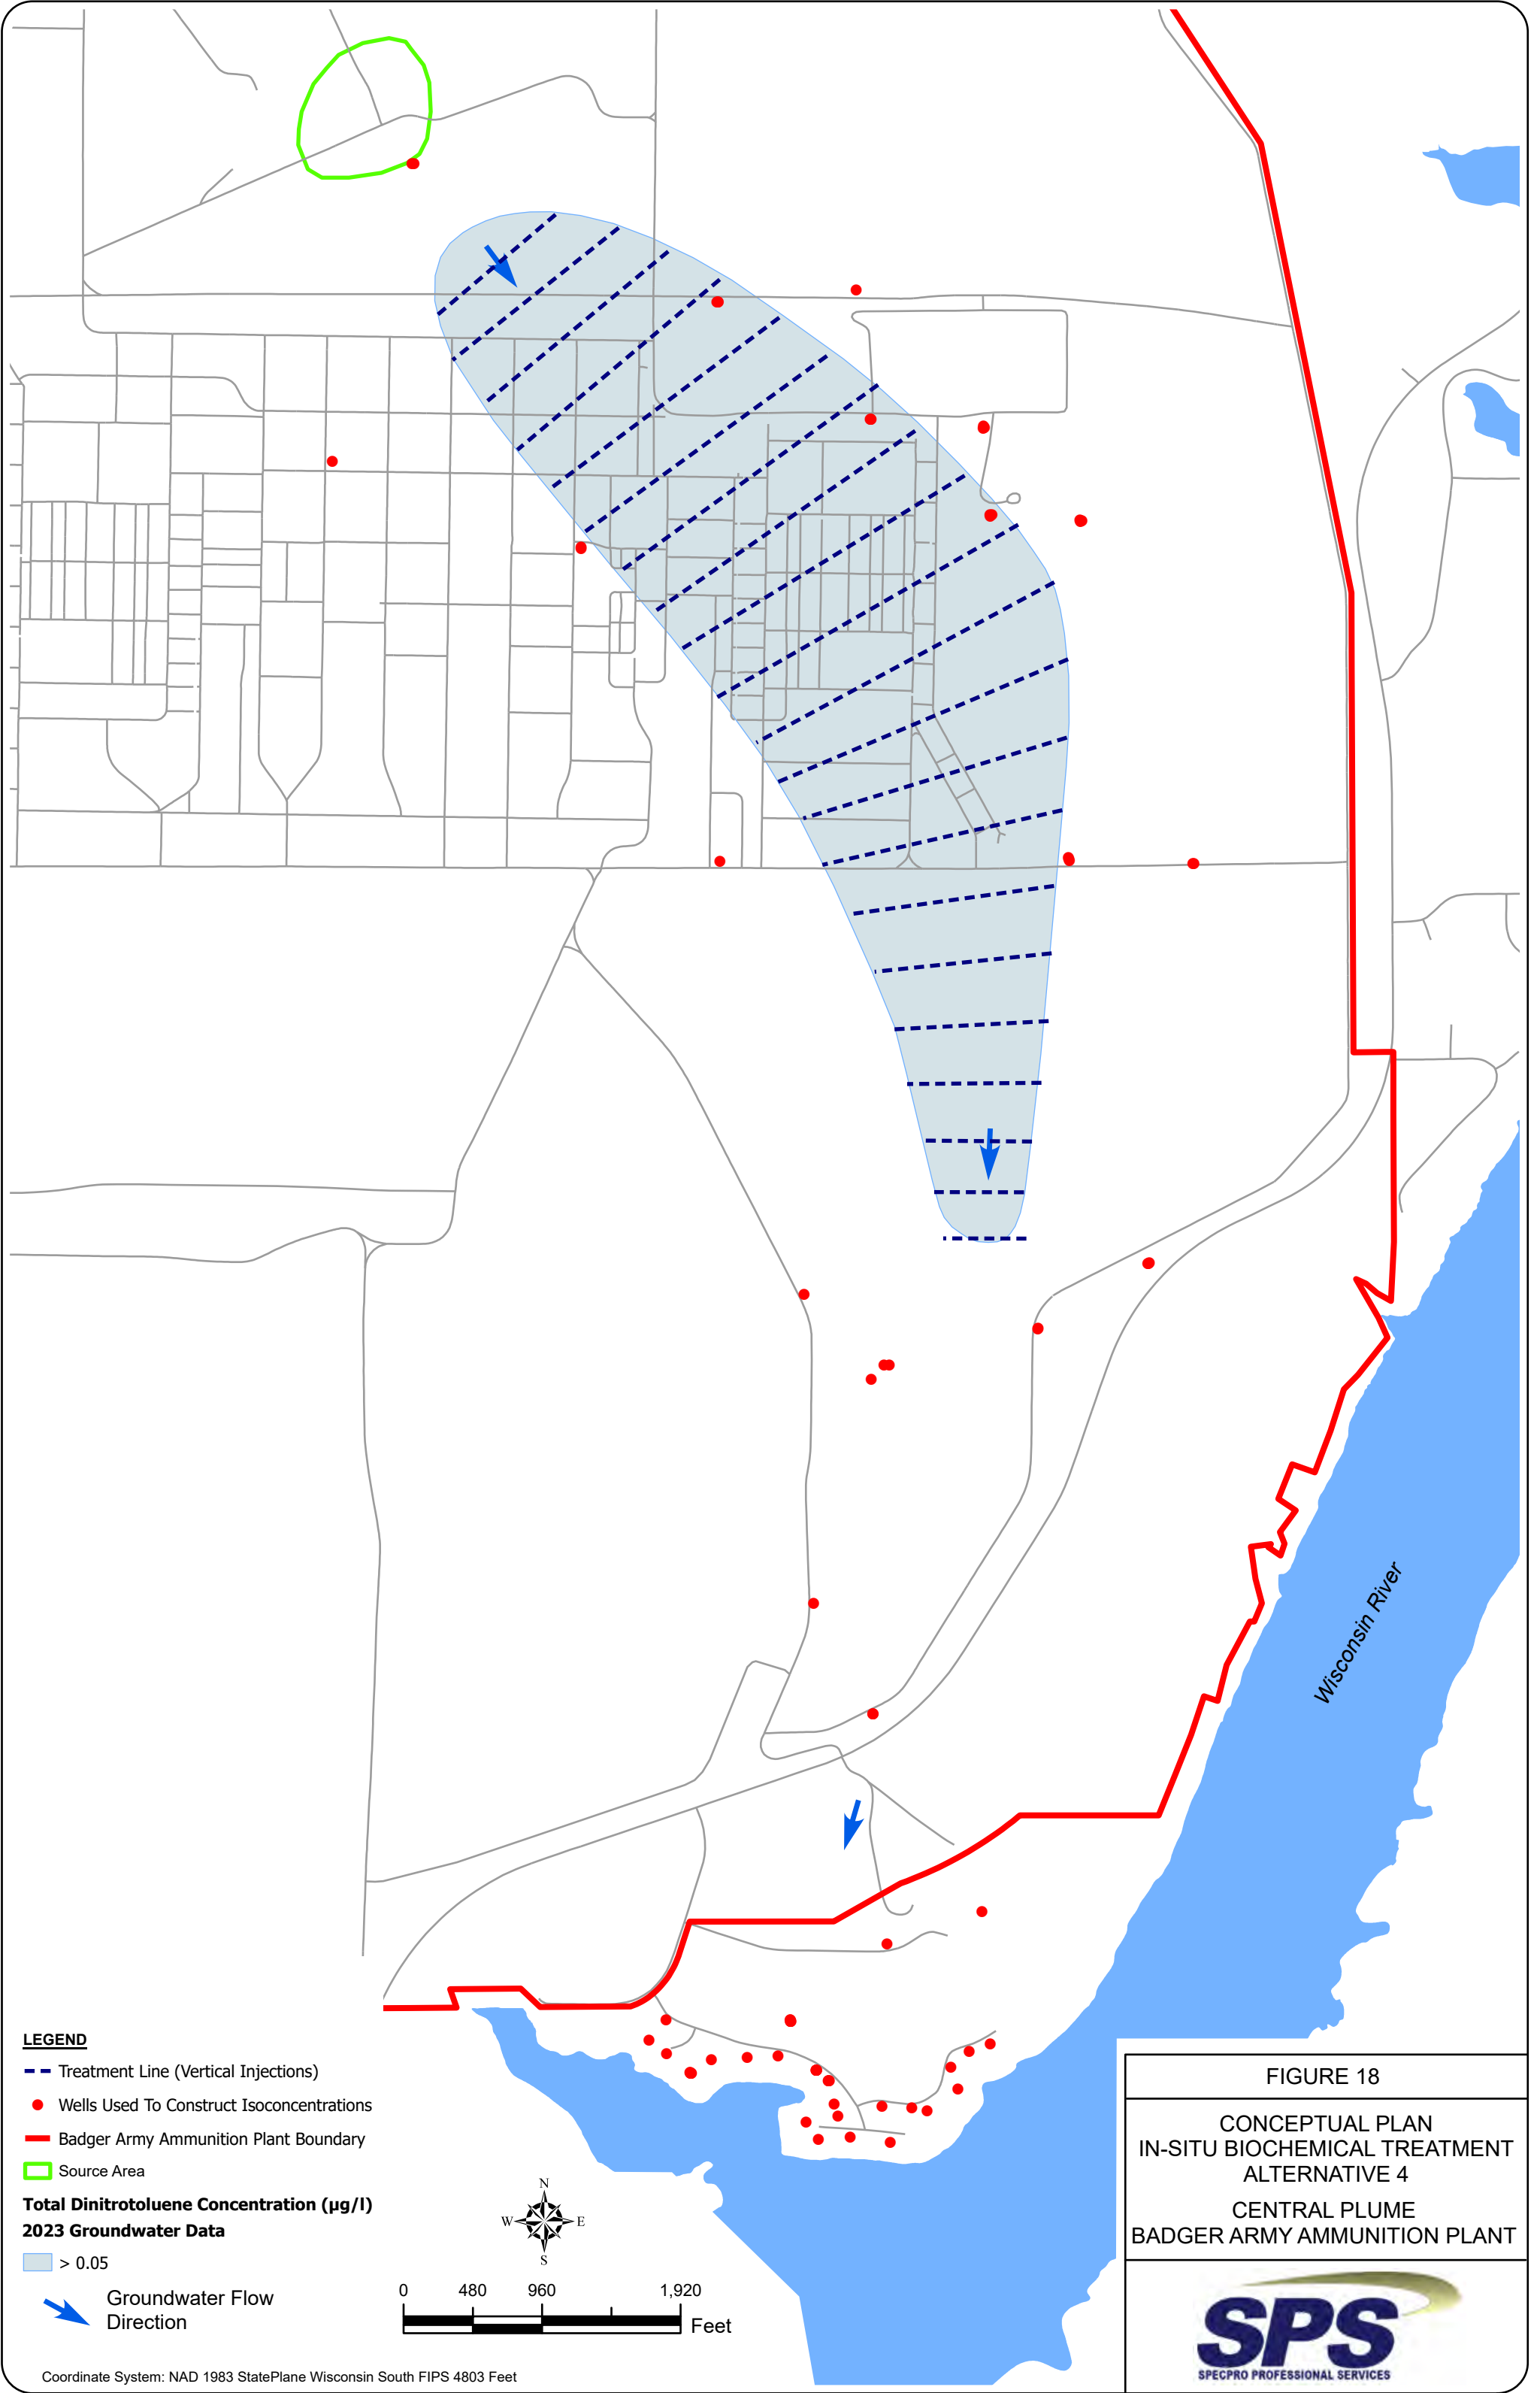 Wisconsin River
LEGEND
Treatment Line (Vertical Injections)
Wells Used To Construct Isoconcentrations
Badger Army Ammunition Plant Boundary
Source Area
Total Dinitrotoluene Concentration (µg/l)
2023 Groundwater Data
> 0.05
Groundwater Flow
Direction
N
W E
S
0 480 960 1,920
Feet
Coordinate System: NAD 1983 StatePlane Wisconsin South FIPS 4803 Feet
FIGURE 18
CONCEPTUAL PLAN
IN-SITU BIOCHEMICAL TREATMENT
ALTERNATIVE 4
CENTRAL PLUME
BADGER ARMY AMMUNITION PLANT
SPS
SPECPRO PROFESSIONAL SERVICES